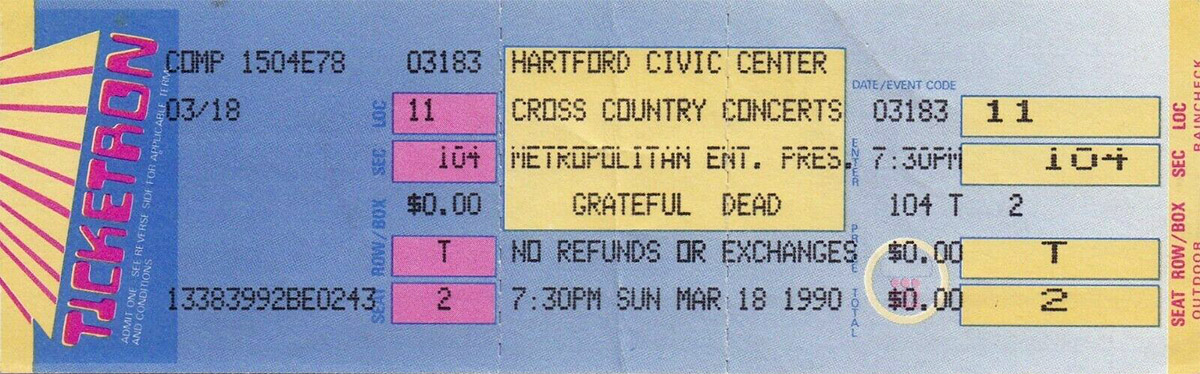 TICKETRON
ADMIT ONE SEE REVERSE SIDE FOR APPLICABLE TERMS
AND CONDITIONS
COMP 1504E78 03183
03/18
LOC 11
SEC 104
$0.00
SEAT ROW/BOX T
2
13383992BE0243
HARTFORD CIVIC CENTER
CROSS COUNTRY CONCERTS
METROPOLITAN ENT. PRES.
GRATEFUL DEAD
NO REFUNDS OR EXCHANGES
7:30PM SUN MAR 18 1990
DATE/EVENT CODE
03183
ENTER
7:30PM
104 T 2
PRICE
$0.00
TOTAL
$0.00
11
104
T
2
LOC
SEC
SEAT ROW/BOX
RAINCHECK